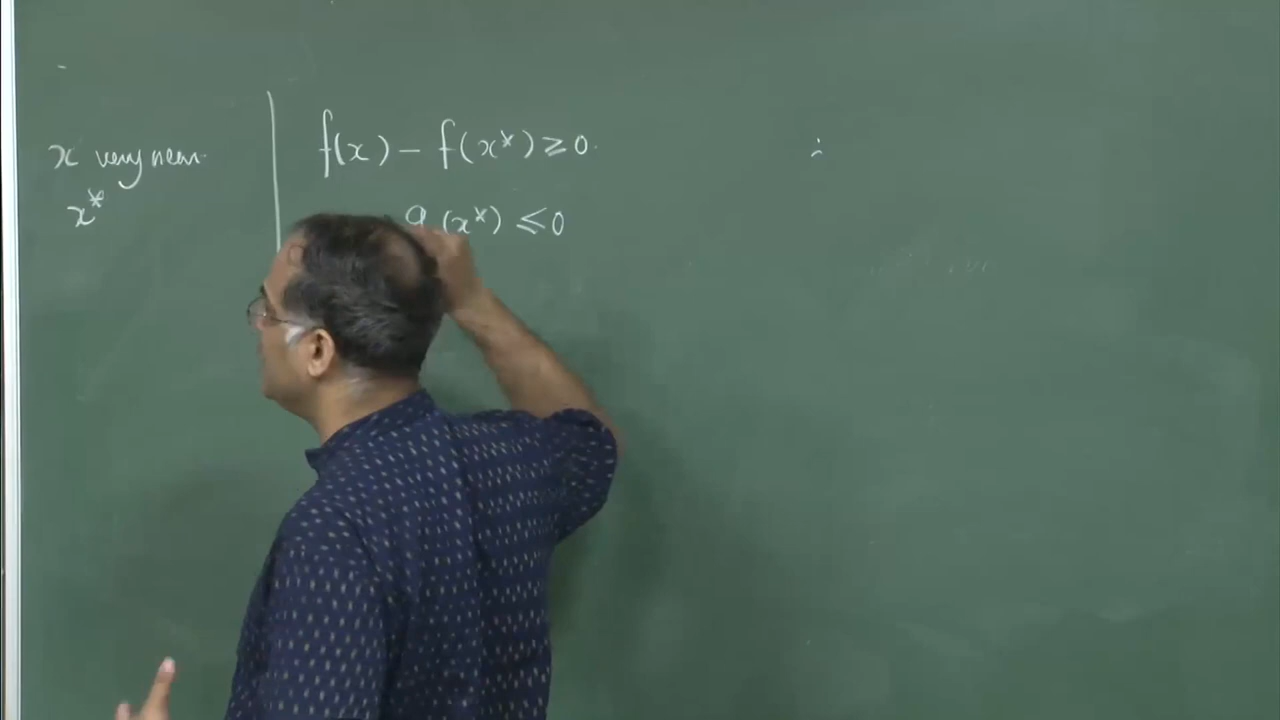 x very near
x*
f(x) – f(x*) ≥ 0
g (x*) ≤ 0